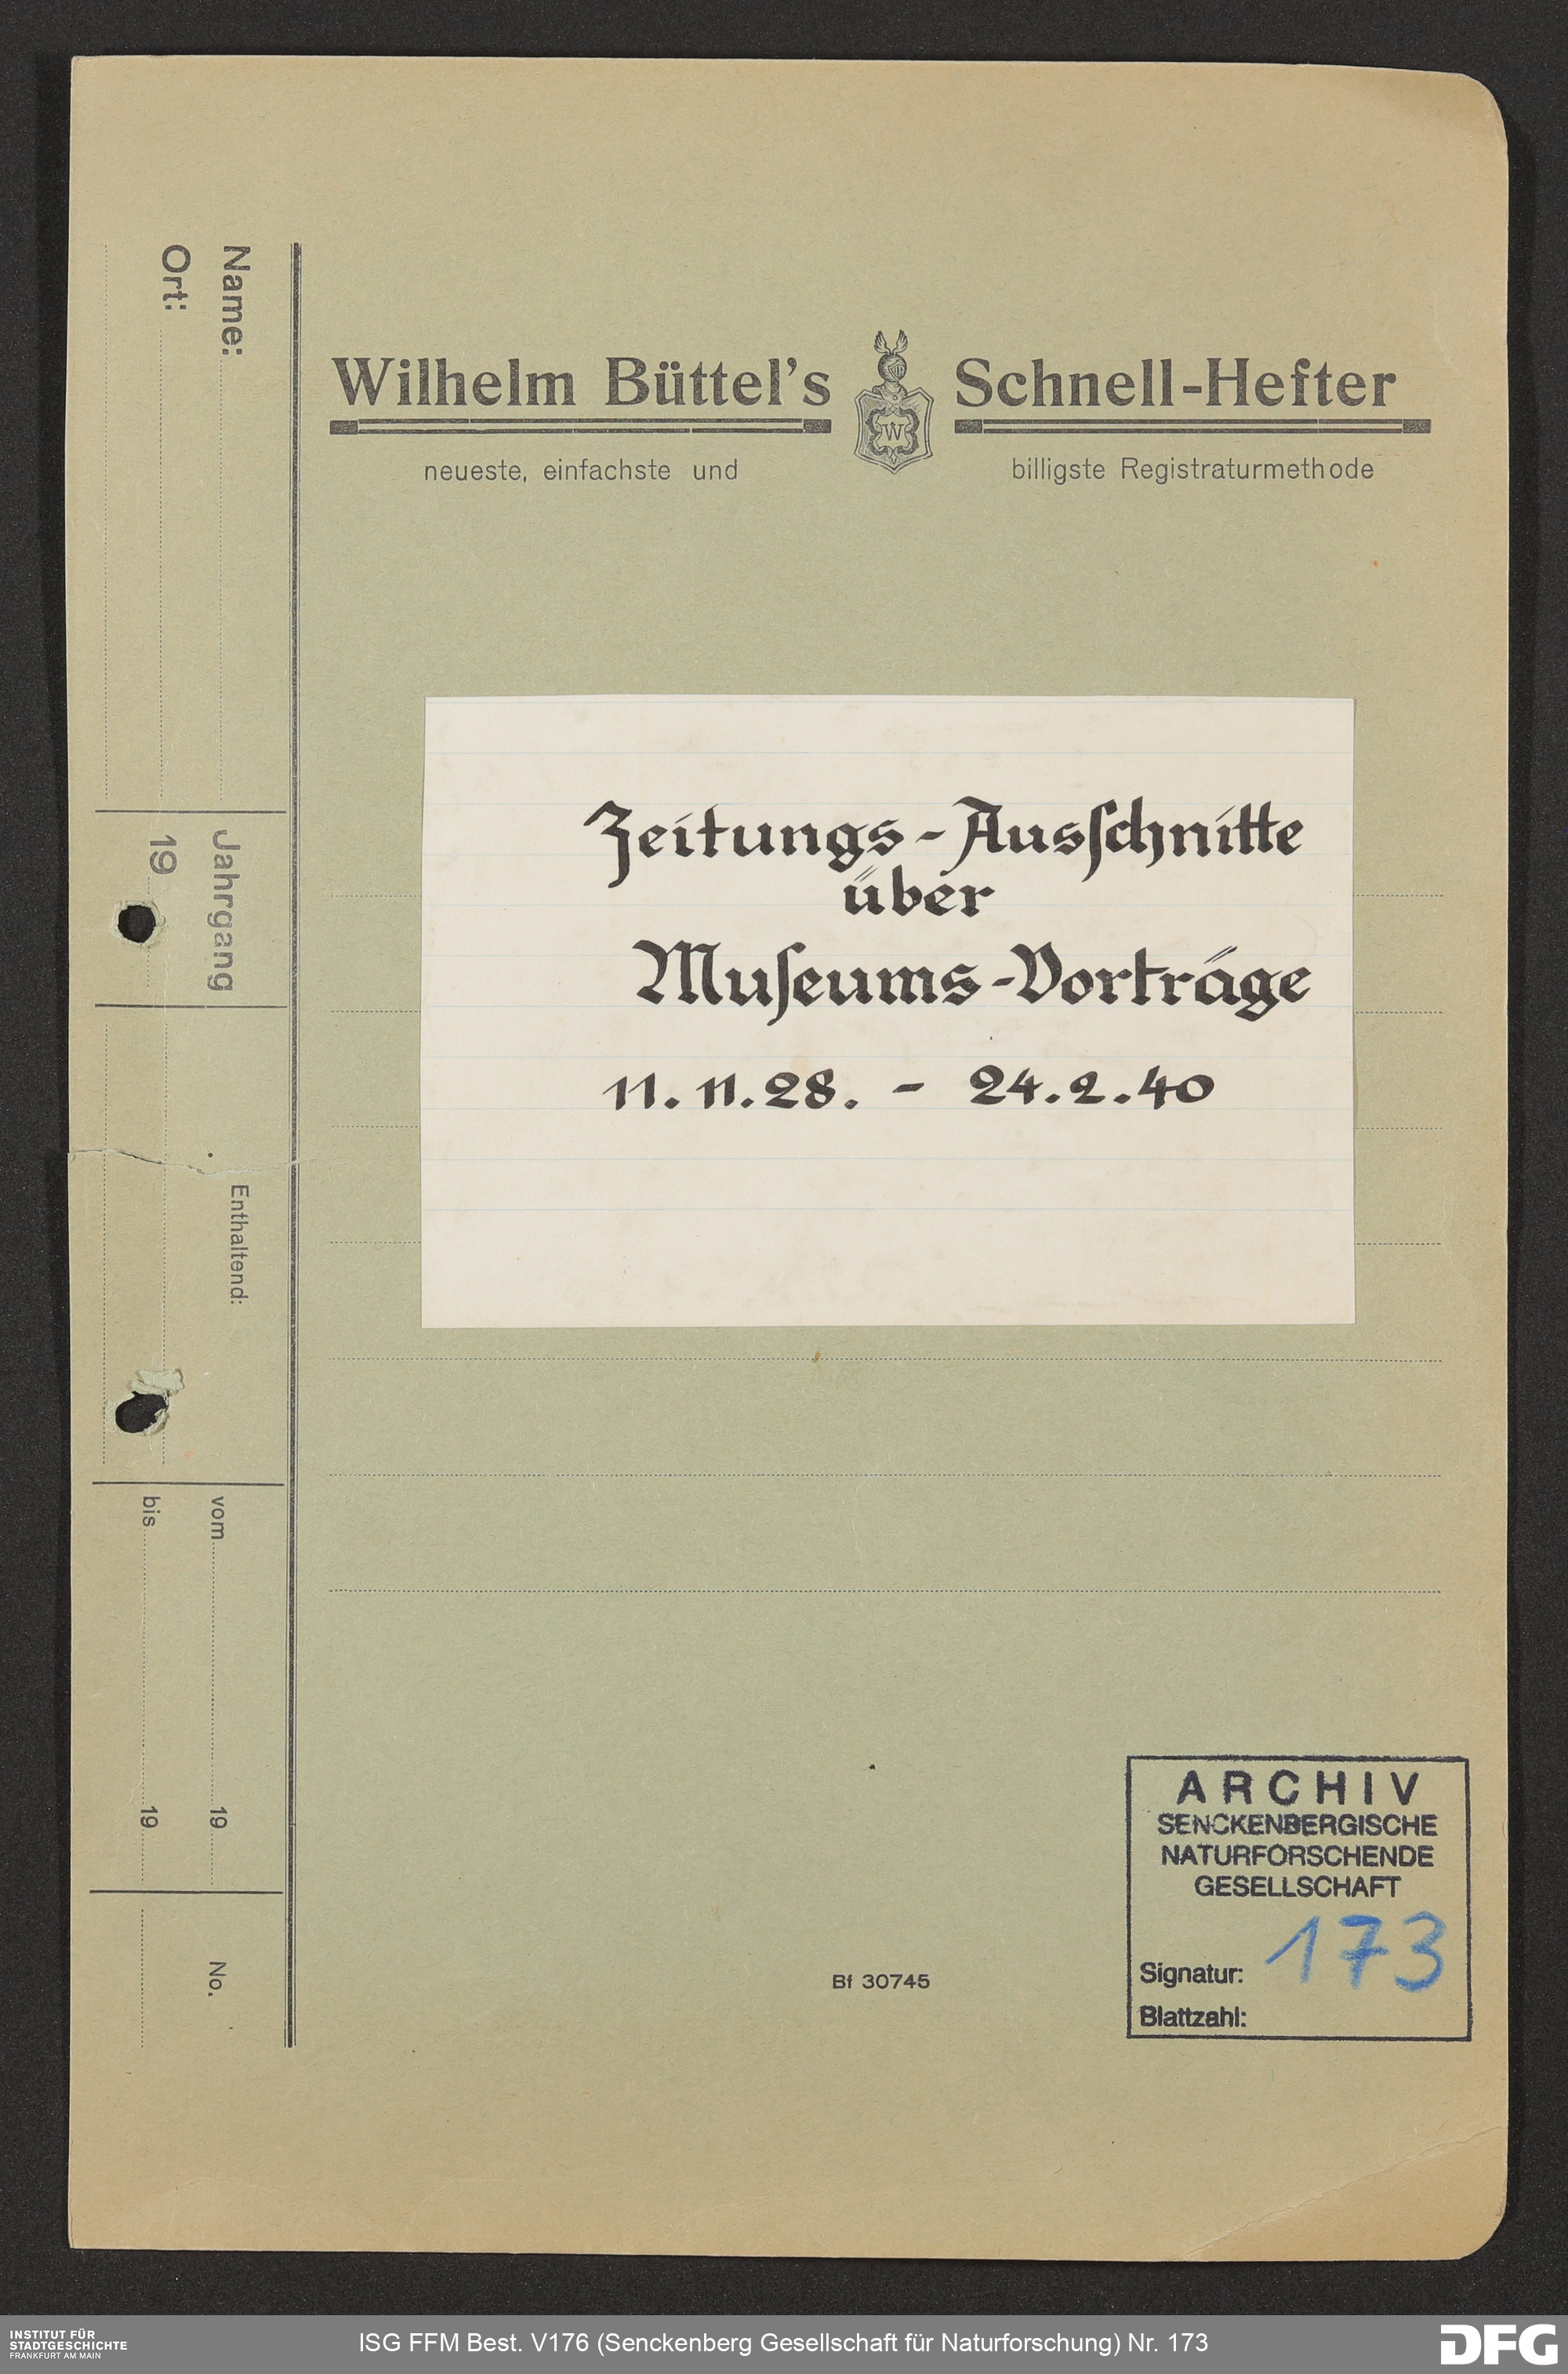 Wilhelm Büttel's Schnell-Hefter
neueste, einfachste und billigste Registraturmethode
W
Name:
Ort:
Jahrgang
19
Enthaltend:
vom 19
bis 19
No.
Zeitungs-Ausschnitte
über
Museums-Vorträge
11.11.28. - 24.2.40
ARCHIV
SENCKENBERGISCHE
NATURFORSCHENDE
GESELLSCHAFT
Signatur: 173
Blattzahl:
Bf 30745
INSTITUT FÜR
STADTGESCHICHTE
FRANKFURT AM MAIN
ISG FFM Best. V176 (Senckenberg Gesellschaft für Naturforschung) Nr. 173
DFG